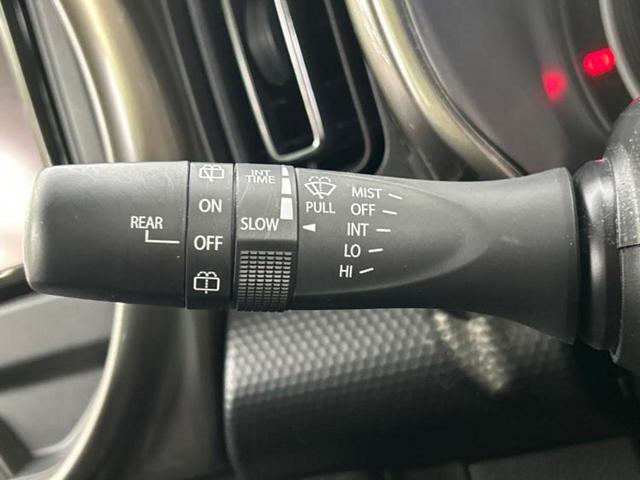 REAR
ON
OFF
INT
TIME
SLOW
PULL
MIST
OFF
INT
LO
HI